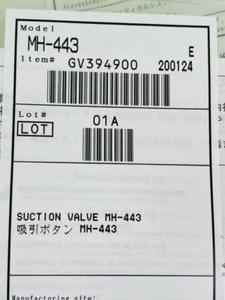 Model
MH-443 E
Item# GV394900 200124
Lot#
LOT 01A
SUCTION VALVE MH-443
吸引ボタン MH-443
Manufacturing site: